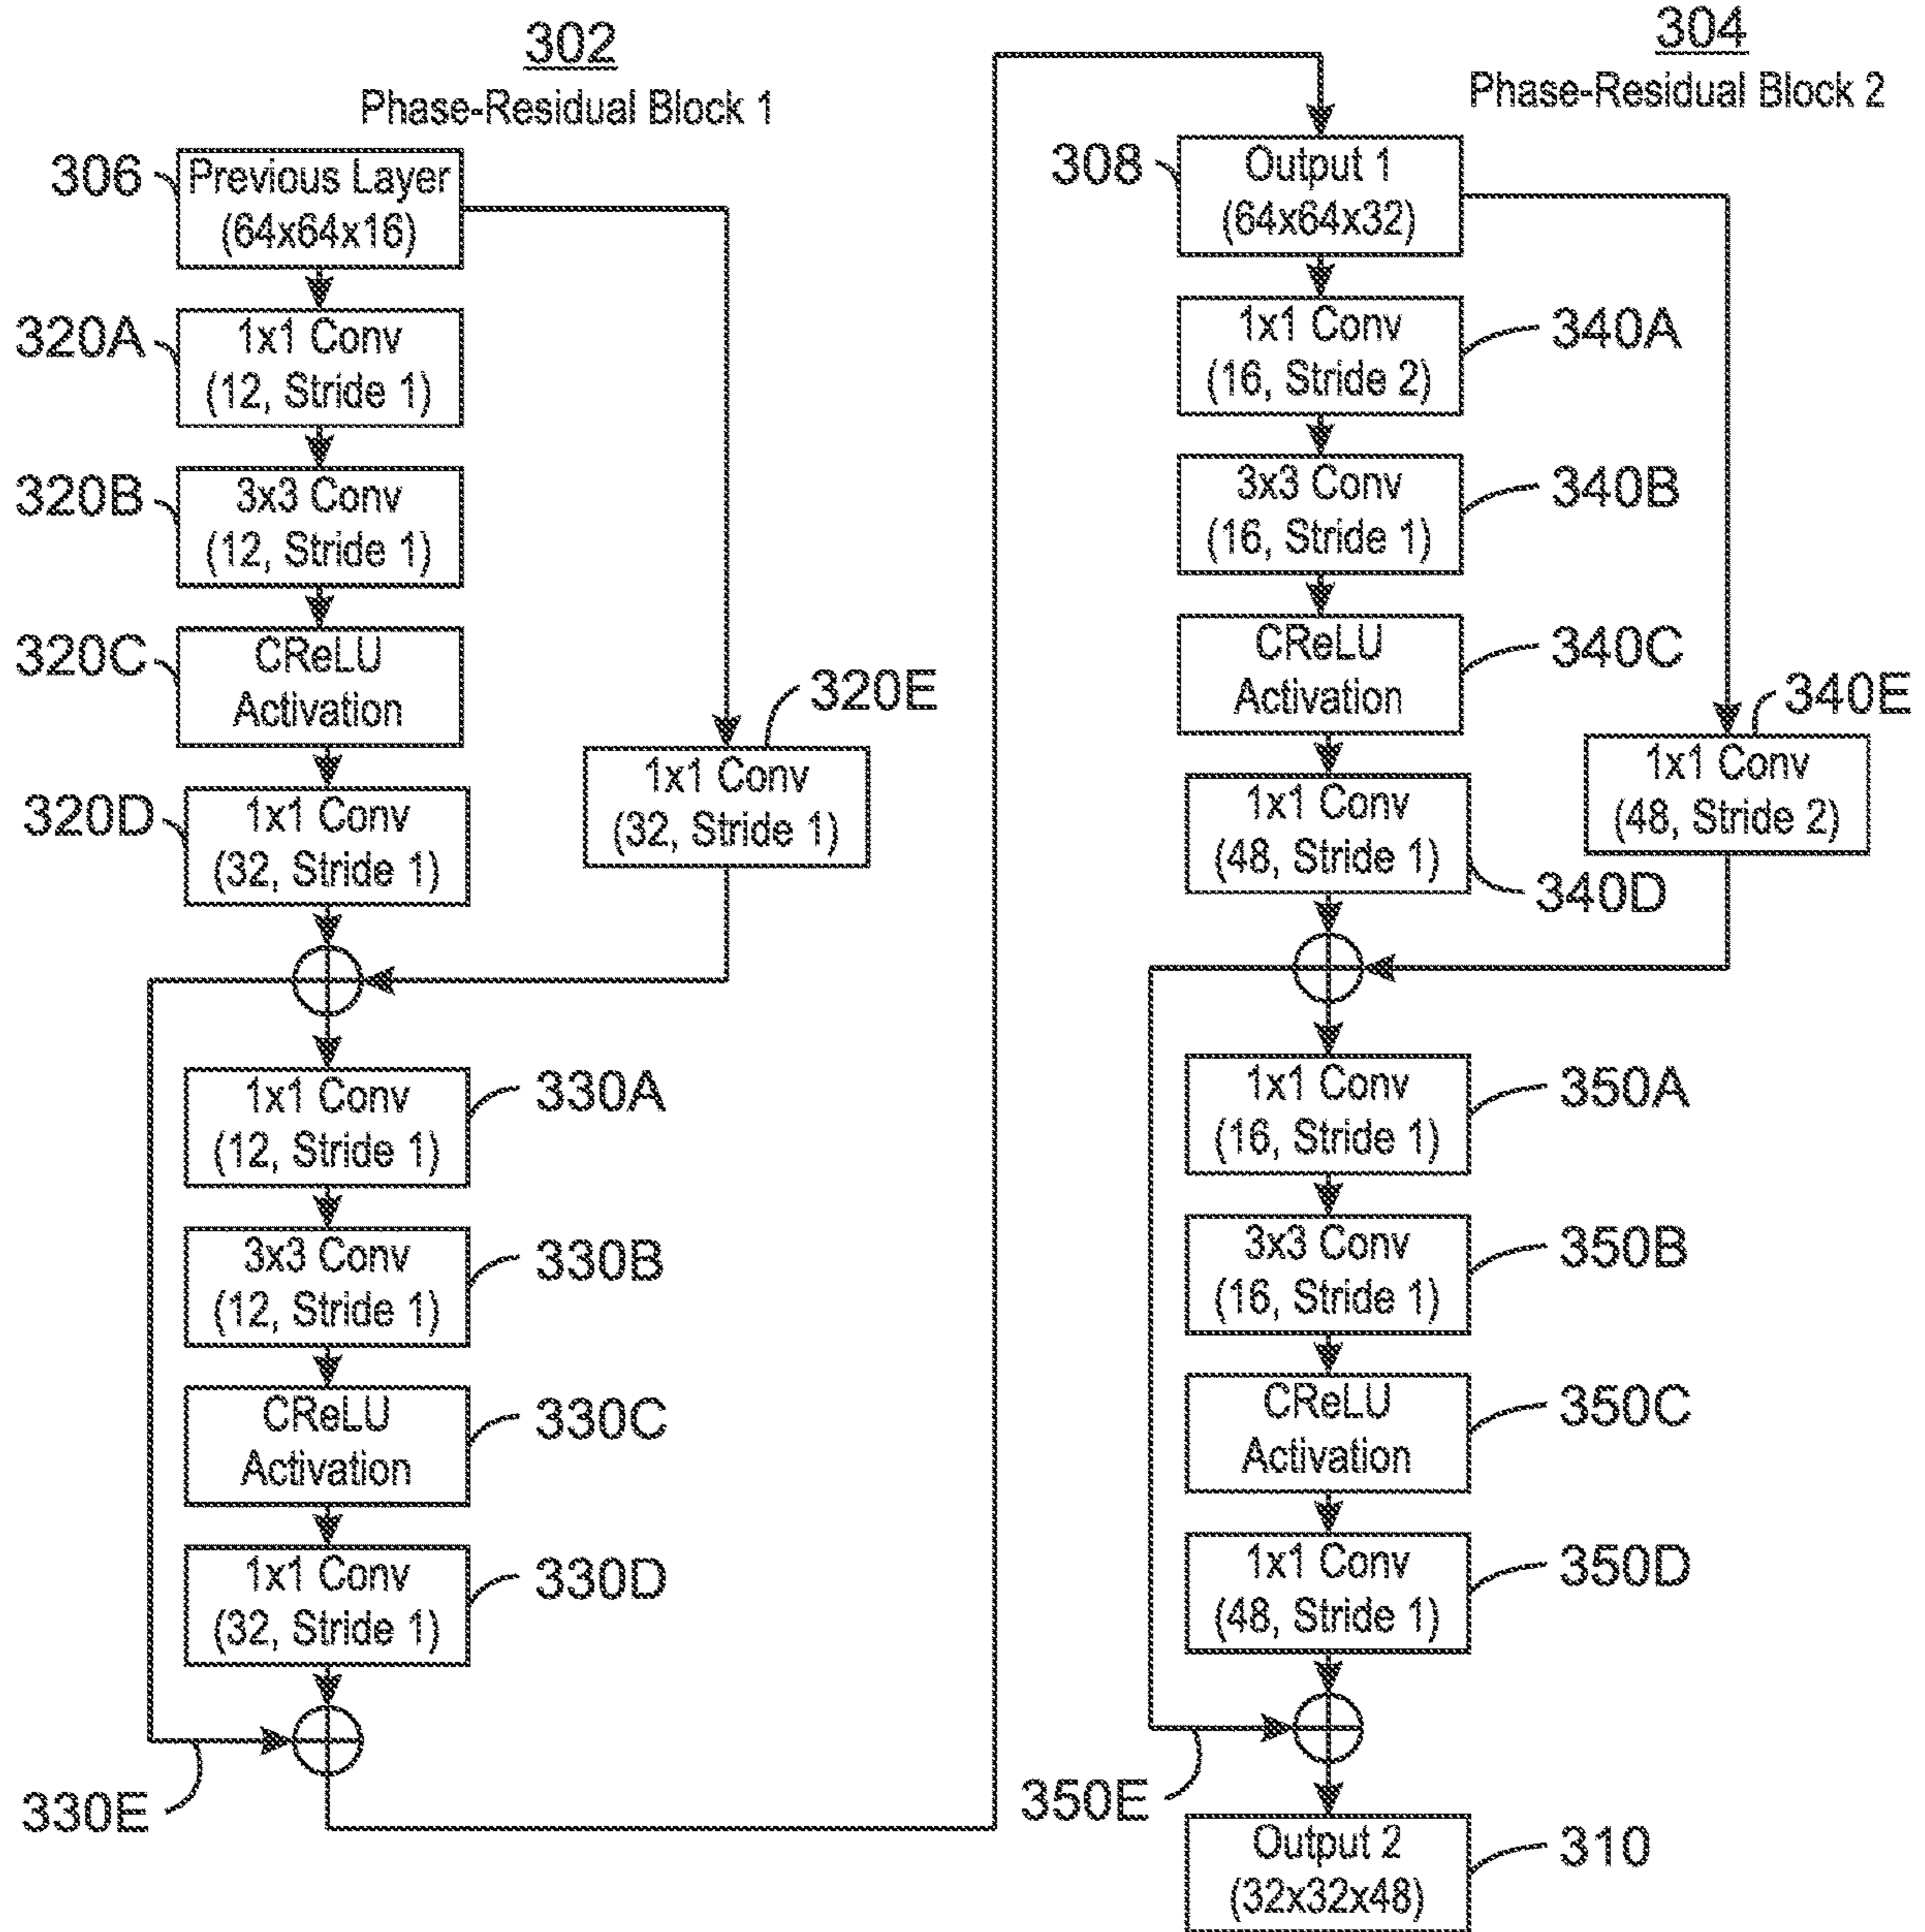 302
Phase-Residual Block 1
306
Previous Layer
(64x64x16)
320A
1x1 Conv
(12, Stride 1)
320B
3x3 Conv
(12, Stride 1)
320C
CReLU
Activation
320E
1x1 Conv
(32, Stride 1)
320D
1x1 Conv
(32, Stride 1)
330A
1x1 Conv
(12, Stride 1)
330B
3x3 Conv
(12, Stride 1)
330C
CReLU
Activation
330D
1x1 Conv
(32, Stride 1)
330E
304
Phase-Residual Block 2
308
Output 1
(64x64x32)
340A
1x1 Conv
(16, Stride 2)
340B
3x3 Conv
(16, Stride 1)
340C
CReLU
Activation
340E
1x1 Conv
(48, Stride 2)
1x1 Conv
(48, Stride 1)
340D
350A
1x1 Conv
(16, Stride 1)
350B
3x3 Conv
(16, Stride 1)
350C
CReLU
Activation
350D
1x1 Conv
(48, Stride 1)
350E
Output 2
(32x32x48)
310